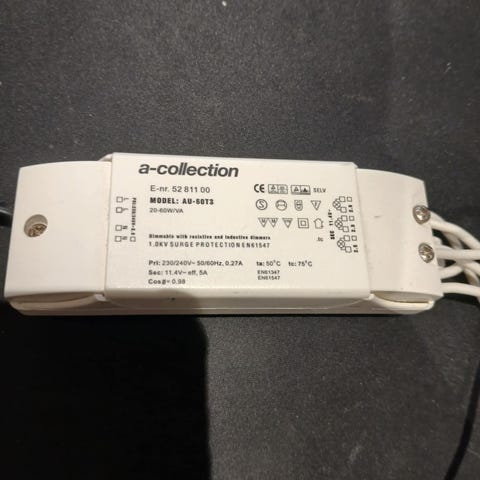 a-collection
E-nr. 52 811 00
MODEL: AU-60T3
20-60W/VA
SELV
Dimmable with resistive and inductive dimmers
1.0KV SURGE PROTECTION EN61547
Pri: 230/240V~ 50/60Hz, 0.27A
Sec: 11.4V~ eff, 5A
Cosø= 0.98
ta: 50°C tc: 75°C
EN61347
EN61547
.tc